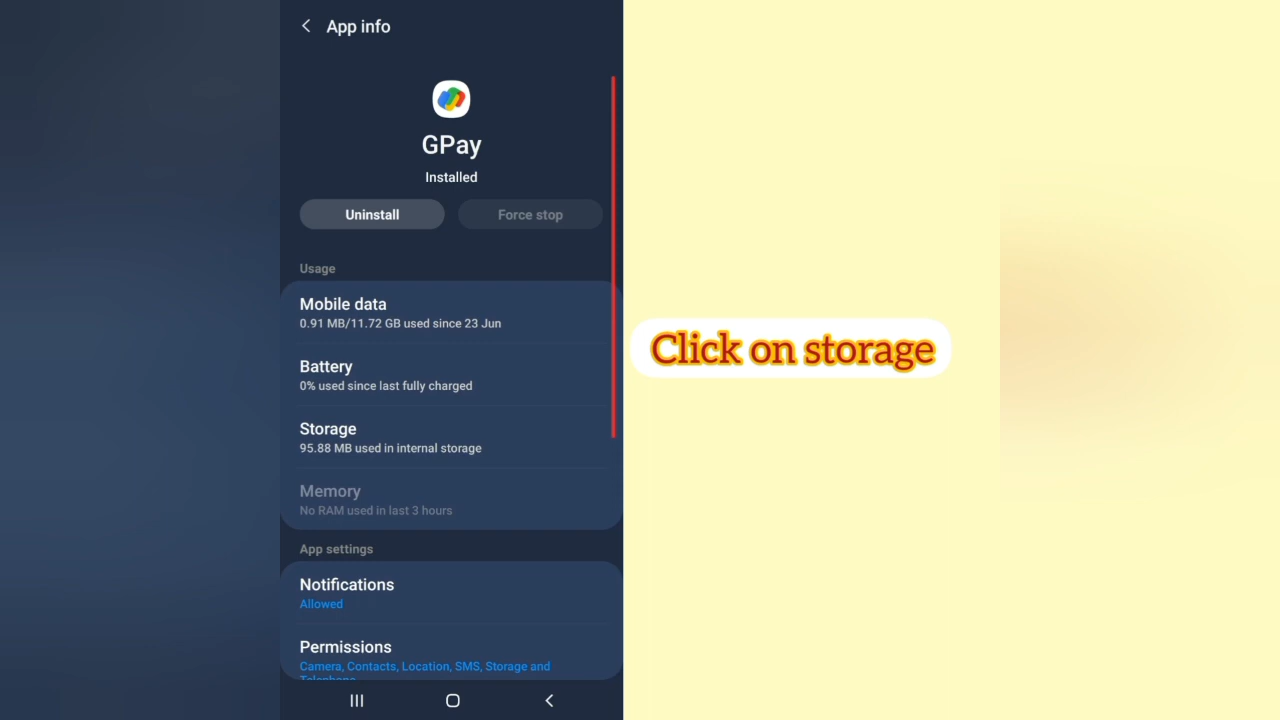 App info
GPay
Installed
Uninstall
Force stop
Usage
Mobile data
0.91 MB/11.72 GB used since 23 Jun
Battery
0% used since last fully charged
Storage
95.88 MB used in internal storage
Memory
No RAM used in last 3 hours
App settings
Notifications
Allowed
Permissions
Camera, Contacts, Location, SMS, Storage and
Telephone
Click on storage